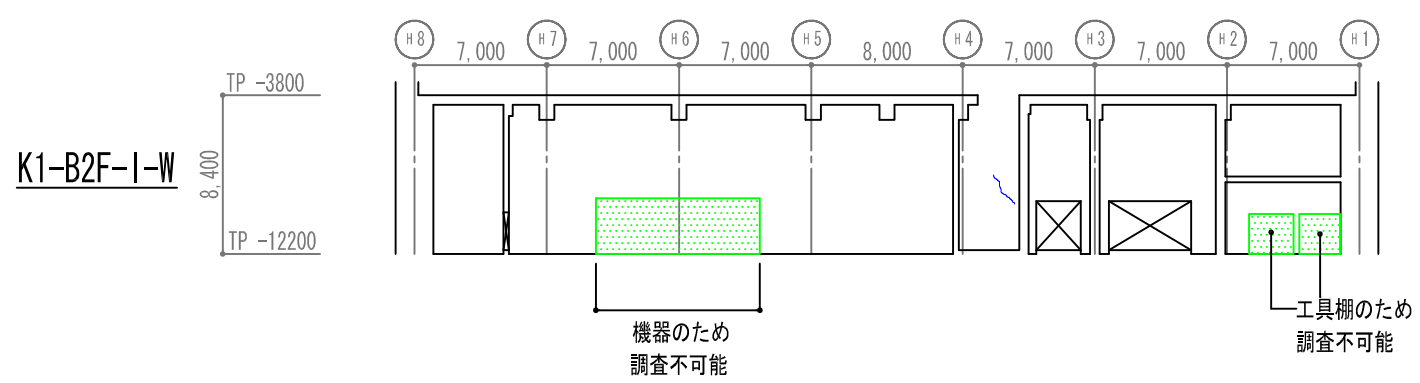 H8 H7 H6 H5 H4 H3 H2 H1
7,000 7,000 7,000 8,000 7,000 7,000 7,000
TP -3800
K1-B2F-I-W
8,400
TP -12200
機器のため
調査不可能
工具棚のため
調査不可能